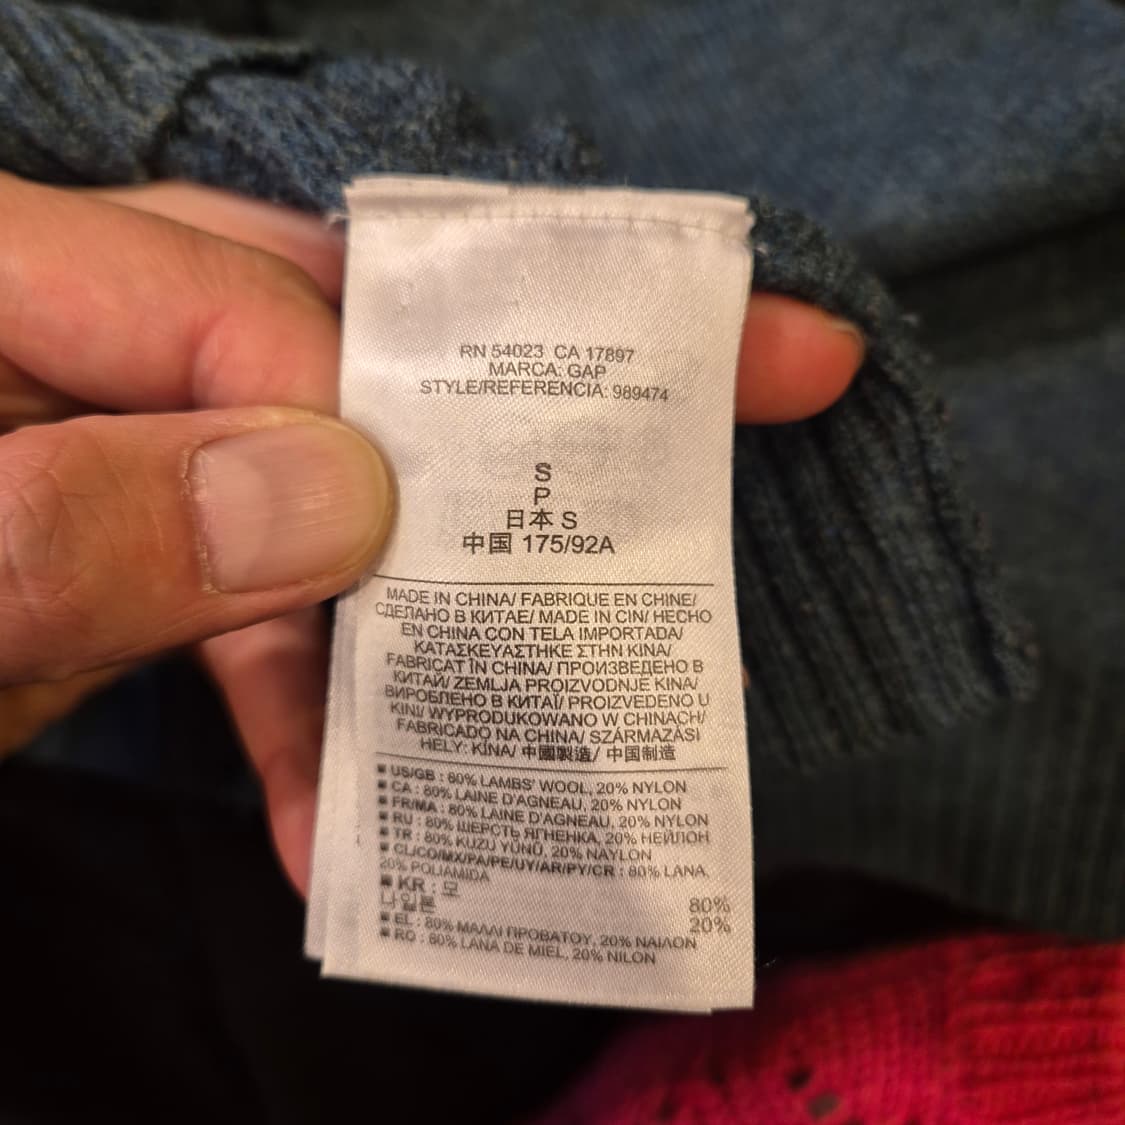 RN 54023 CA 17897
MARCA: GAP
STYLE/REFERENCIA: 989474
S
P
日本 S
中国 175/92A
MADE IN CHINA/ FABRIQUE EN CHINE/
СДЕЛАНО В КИТАЕ/ MADE IN CIN/ HECHO
EN CHINA CON TELA IMPORTADA/
ΚΑΤΑΣΚΕΥΑΣΤΗΚΕ ΣΤΗΝ ΚΙΝΑ/
FABRICAT ÎN CHINA/ ПРОИЗВЕДЕНО В
КИТАЙ/ ZEMLJA PROIZVODNJE KINA/
ВИРОБЛЕНО В КИТАЇ/ PROIZVEDENO U
KINI/ WYPRODUKOWANO W CHINACH/
FABRICADO NA CHINA/ SZÁRMAZÁSI
HELY: KÍNA/ 中國製造/ 中国制造
■ US/GB : 80% LAMBS' WOOL, 20% NYLON
■ CA : 80% LAINE D'AGNEAU, 20% NYLON
■ FR/MA : 80% LAINE D'AGNEAU, 20% NYLON
■ RU : 80% ШЕРСТЬ ЯГНЕНКА, 20% НЕЙЛОН
■ TR : 80% KUZU YÜNÜ, 20% NAYLON
■ CL/CO/MX/PA/PE/UY/AR/PY/CR : 80% LANA,
20% POLIAMIDA
■ KR : 모 80%
나일론 20%
■ EL : 80% ΜΑΛΛΙ ΠΡΟΒΑΤΟΥ, 20% ΝΑΙΛΟΝ
■ RO : 80% LANA DE MIEL, 20% NILON